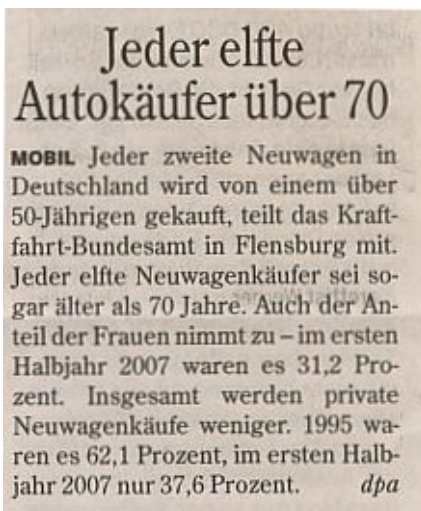 Jeder elfte
Autokäufer über 70
MOBIL Jeder zweite Neuwagen in
Deutschland wird von einem über
50-Jährigen gekauft, teilt das Kraft-
fahrt-Bundesamt in Flensburg mit.
Jeder elfte Neuwagenkäufer sei so-
gar älter als 70 Jahre. Auch der An-
teil der Frauen nimmt zu – im ersten
Halbjahr 2007 waren es 31,2 Pro-
zent. Insgesamt werden private
Neuwagenkäufe weniger. 1995 wa-
ren es 62,1 Prozent, im ersten Halb-
jahr 2007 nur 37,6 Prozent. dpa